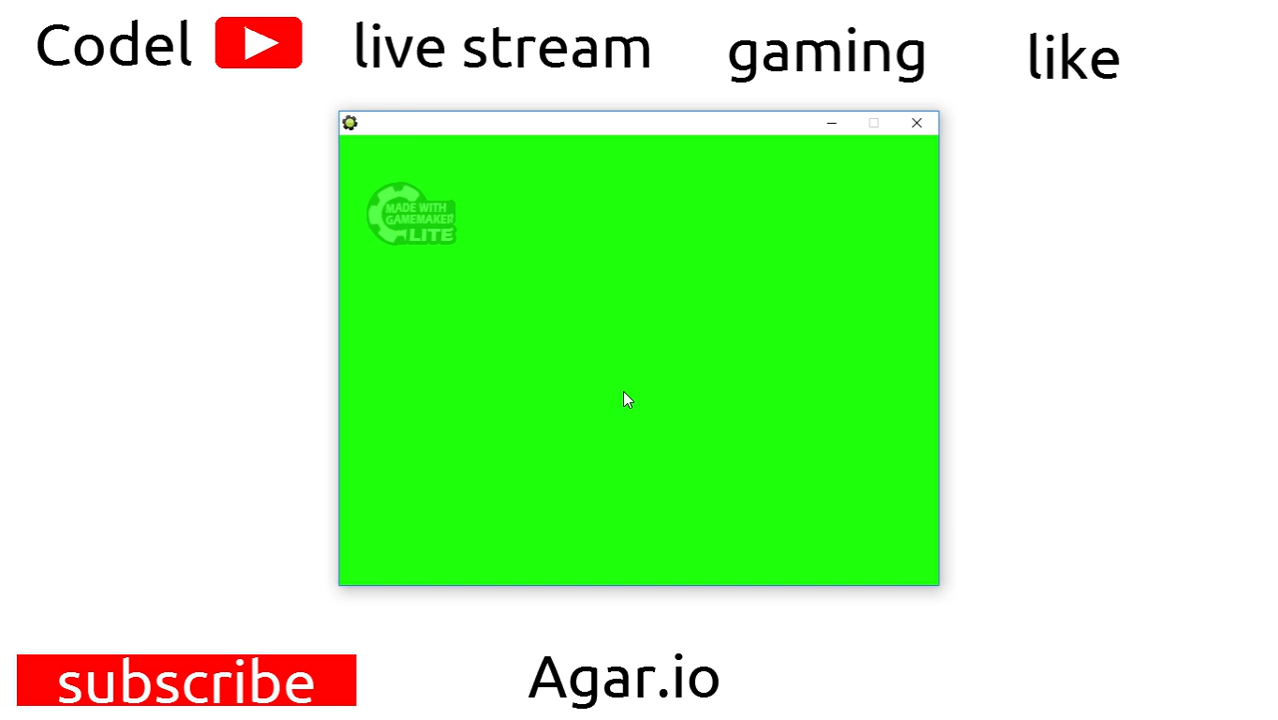 Codel live stream gaming like
MADE WITH
GAMEMAKER
LITE
subscribe Agar.io